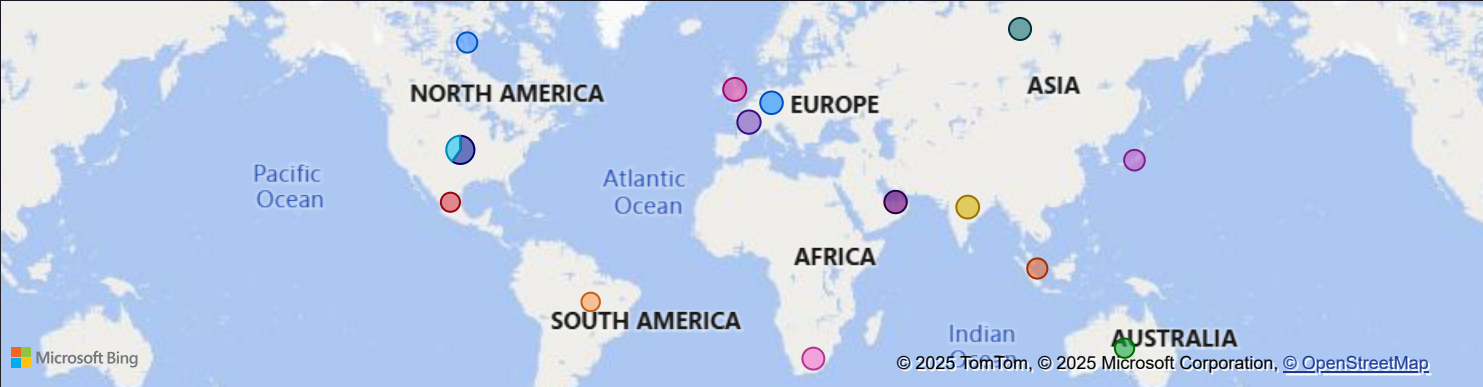 NORTH AMERICA
EUROPE
ASIA
Pacific
Ocean
Atlantic
Ocean
AFRICA
SOUTH AMERICA
Indian
Ocean
AUSTRALIA
Microsoft Bing
© 2025 TomTom, © 2025 Microsoft Corporation, © OpenStreetMap